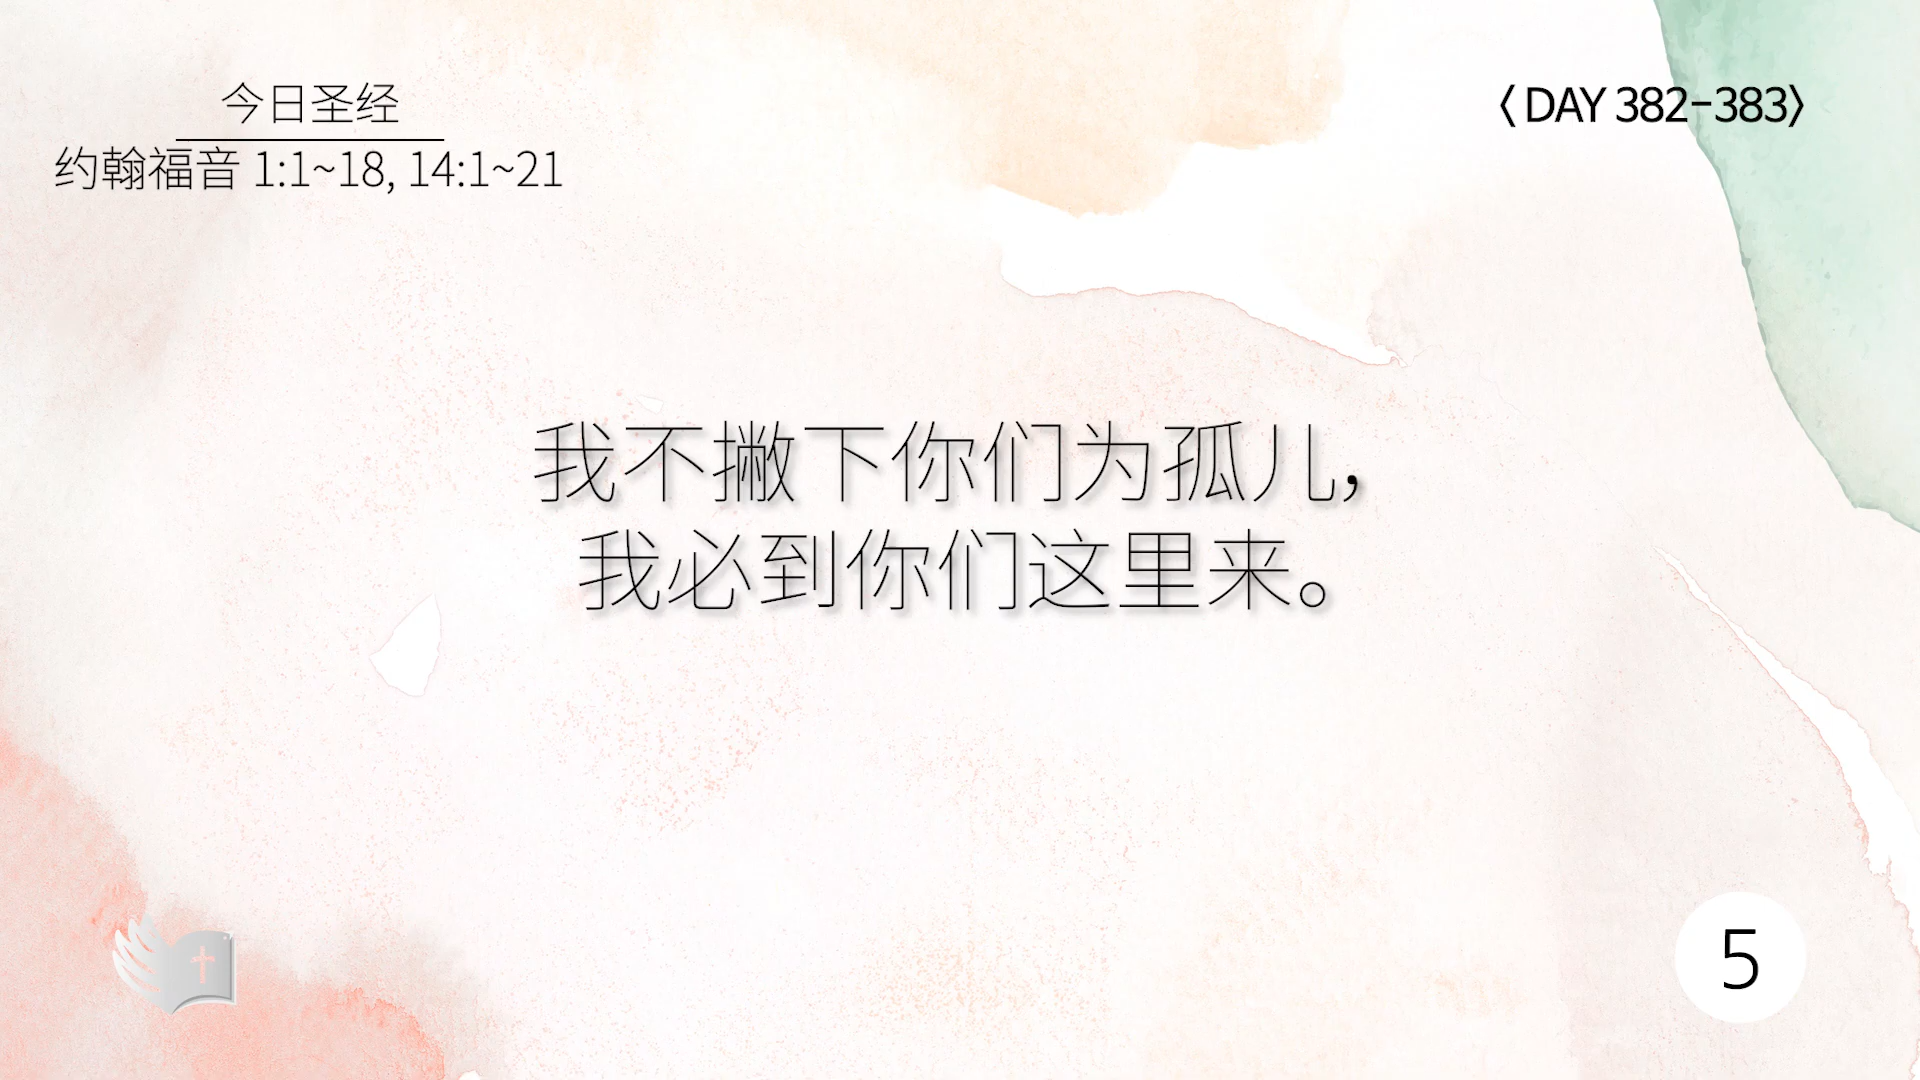 今日圣经
约翰福音 1:1~18, 14:1~21
〈DAY 382-383〉
我不撇下你们为孤儿，
我必到你们这里来。
5